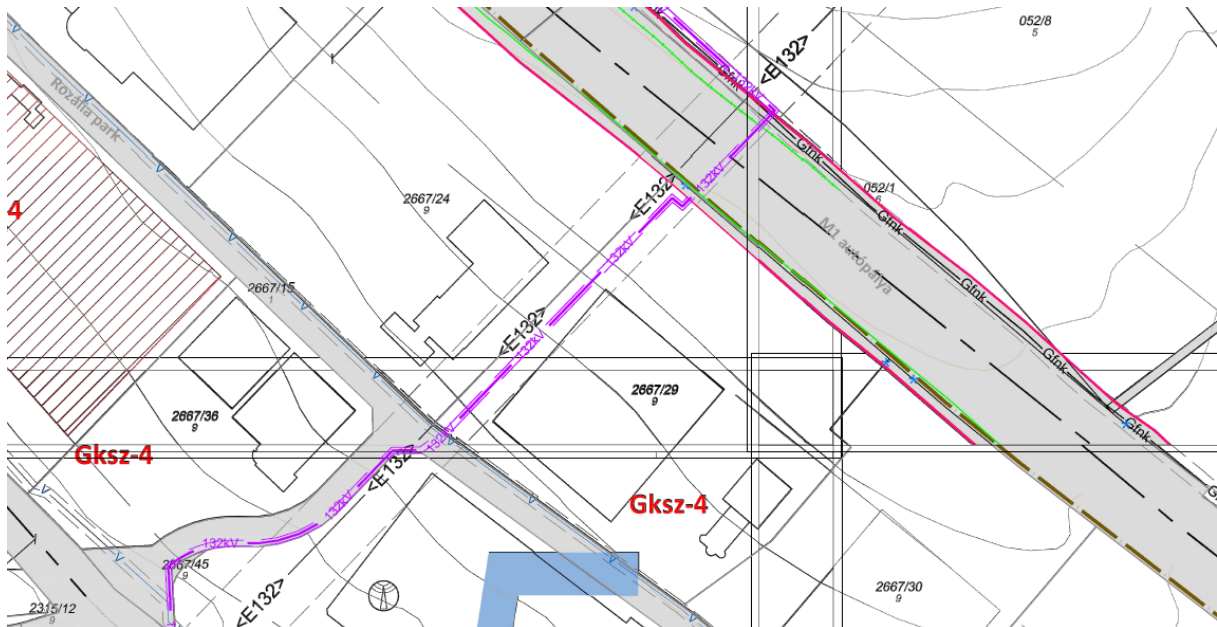 052/8
5
<E132>
Gfnk
132kV
Rozália park
Gfnk
052/1
6
132kV
<E132>
2667/24
9
4
Gfnk
M1 autópálya
132kV
2667/15
1
Gfnk
<E132>
132kV
Gfnk
2667/29
9
2667/36
9
Gfnk
132kV
Gksz-4
<E132>
Gksz-4
132kV
132kV
2667/45
9
2667/30
9
2315/12
9
<E132>